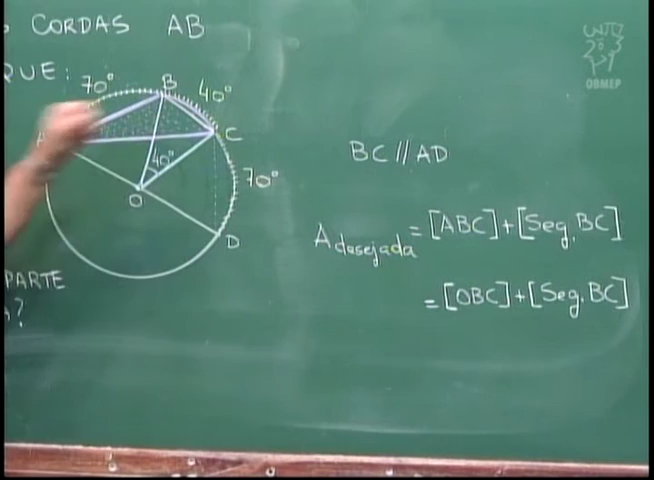 CORDAS AB
QUE:
70° B 40°
C
40°
70°
O
D
BC // AD
A desejada = [ABC] + [Seg. BC]
= [OBC] + [Seg. BC]
PARTE
?
OBMEP